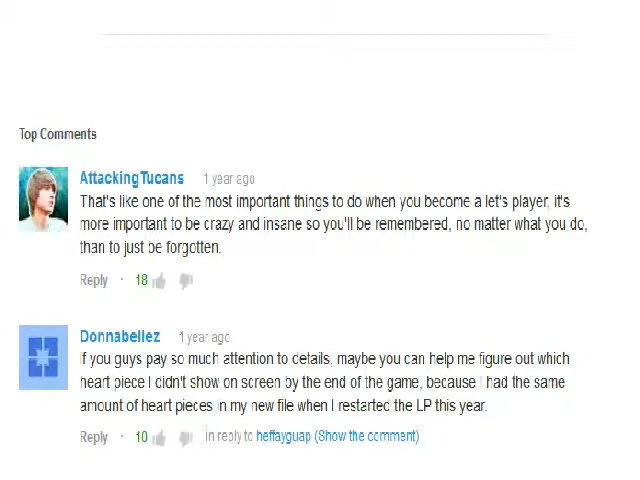 Top Comments
AttackingTucans 1 year ago
That's like one of the most important things to do when you become a let's player, it's
more important to be crazy and insane so you'll be remembered, no matter what you do,
than to just be forgotten.
Reply · 18
Donnabellez 1 year ago
If you guys pay so much attention to details, maybe you can help me figure out which
heart piece I didn't show on screen by the end of the game, because I had the same
amount of heart pieces in my new file when I restarted the LP this year.
Reply · 10 in reply to heffayguap (Show the comment)